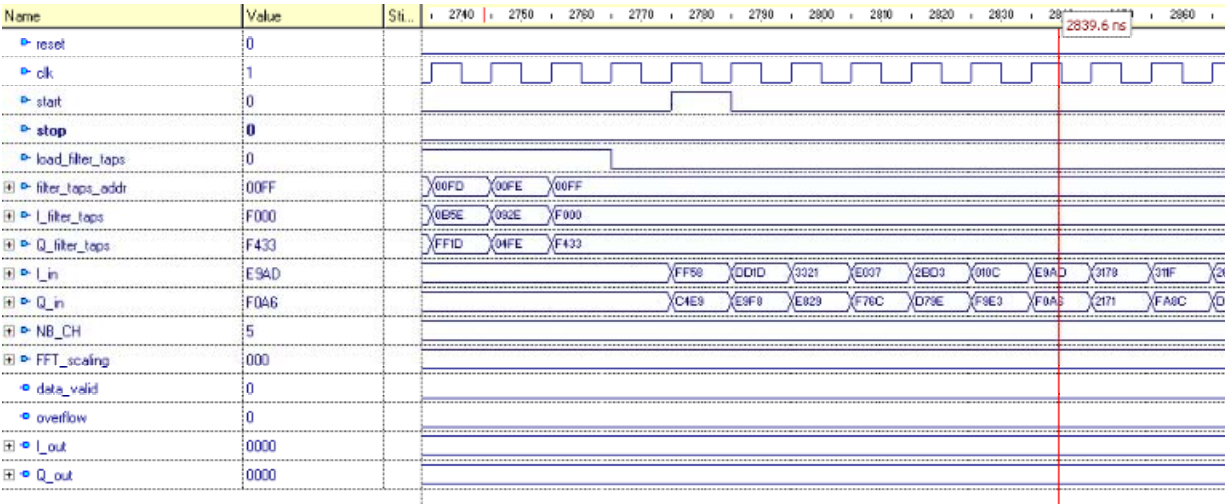 Name Value Sti... 2740 2750 2760 2770 2780 2790 2800 2810 2820 2830 2860
2839.6 ns
reset 0
clk 1
start 0
stop 0
load_filter_taps 0
filter_taps_addr 00FF 00FD 00FE 00FF
I_filter_taps F000 0B5E 092E F000
Q_filter_taps F433 FF1D 04FE F433
I_in E9AD FF58 DD1D 3321 E037 2BD3 010C E9AD 3178 311F
Q_in F0A6 C4E9 E9F8 E829 F76C D79E F9E3 F0A6 2171 FA8C
NB_CH 5
FFT_scaling 000
data_valid 0
overflow 0
I_out 0000
Q_out 0000